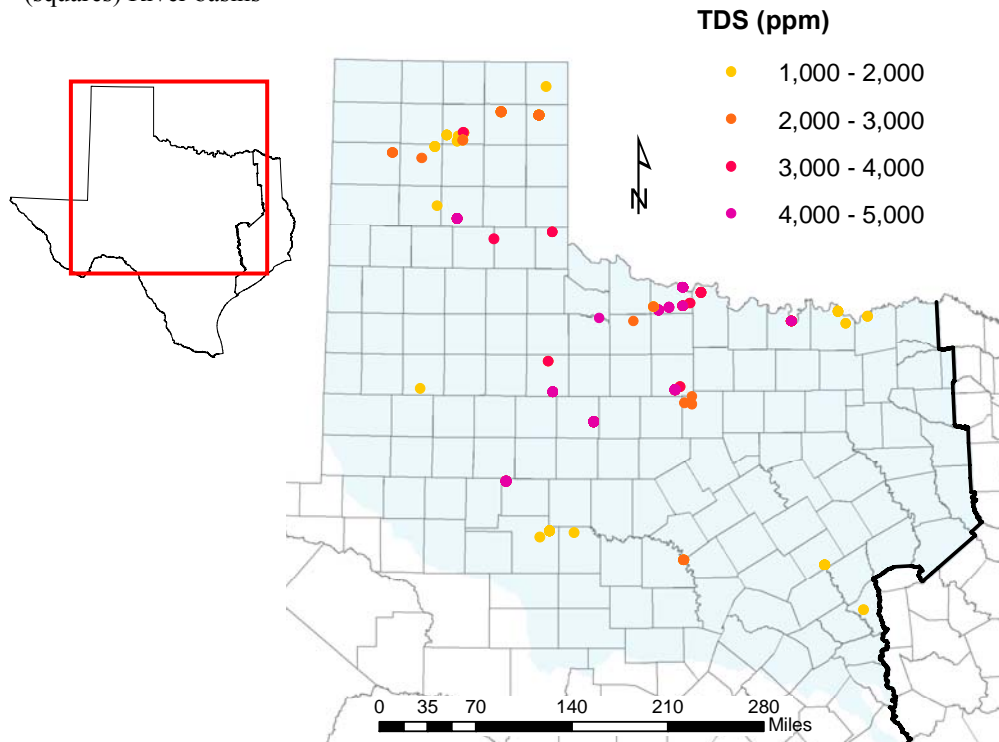 (squares) River basins
TDS (ppm)
1,000 - 2,000
2,000 - 3,000
3,000 - 4,000
4,000 - 5,000
N
0 35 70 140 210 280
Miles